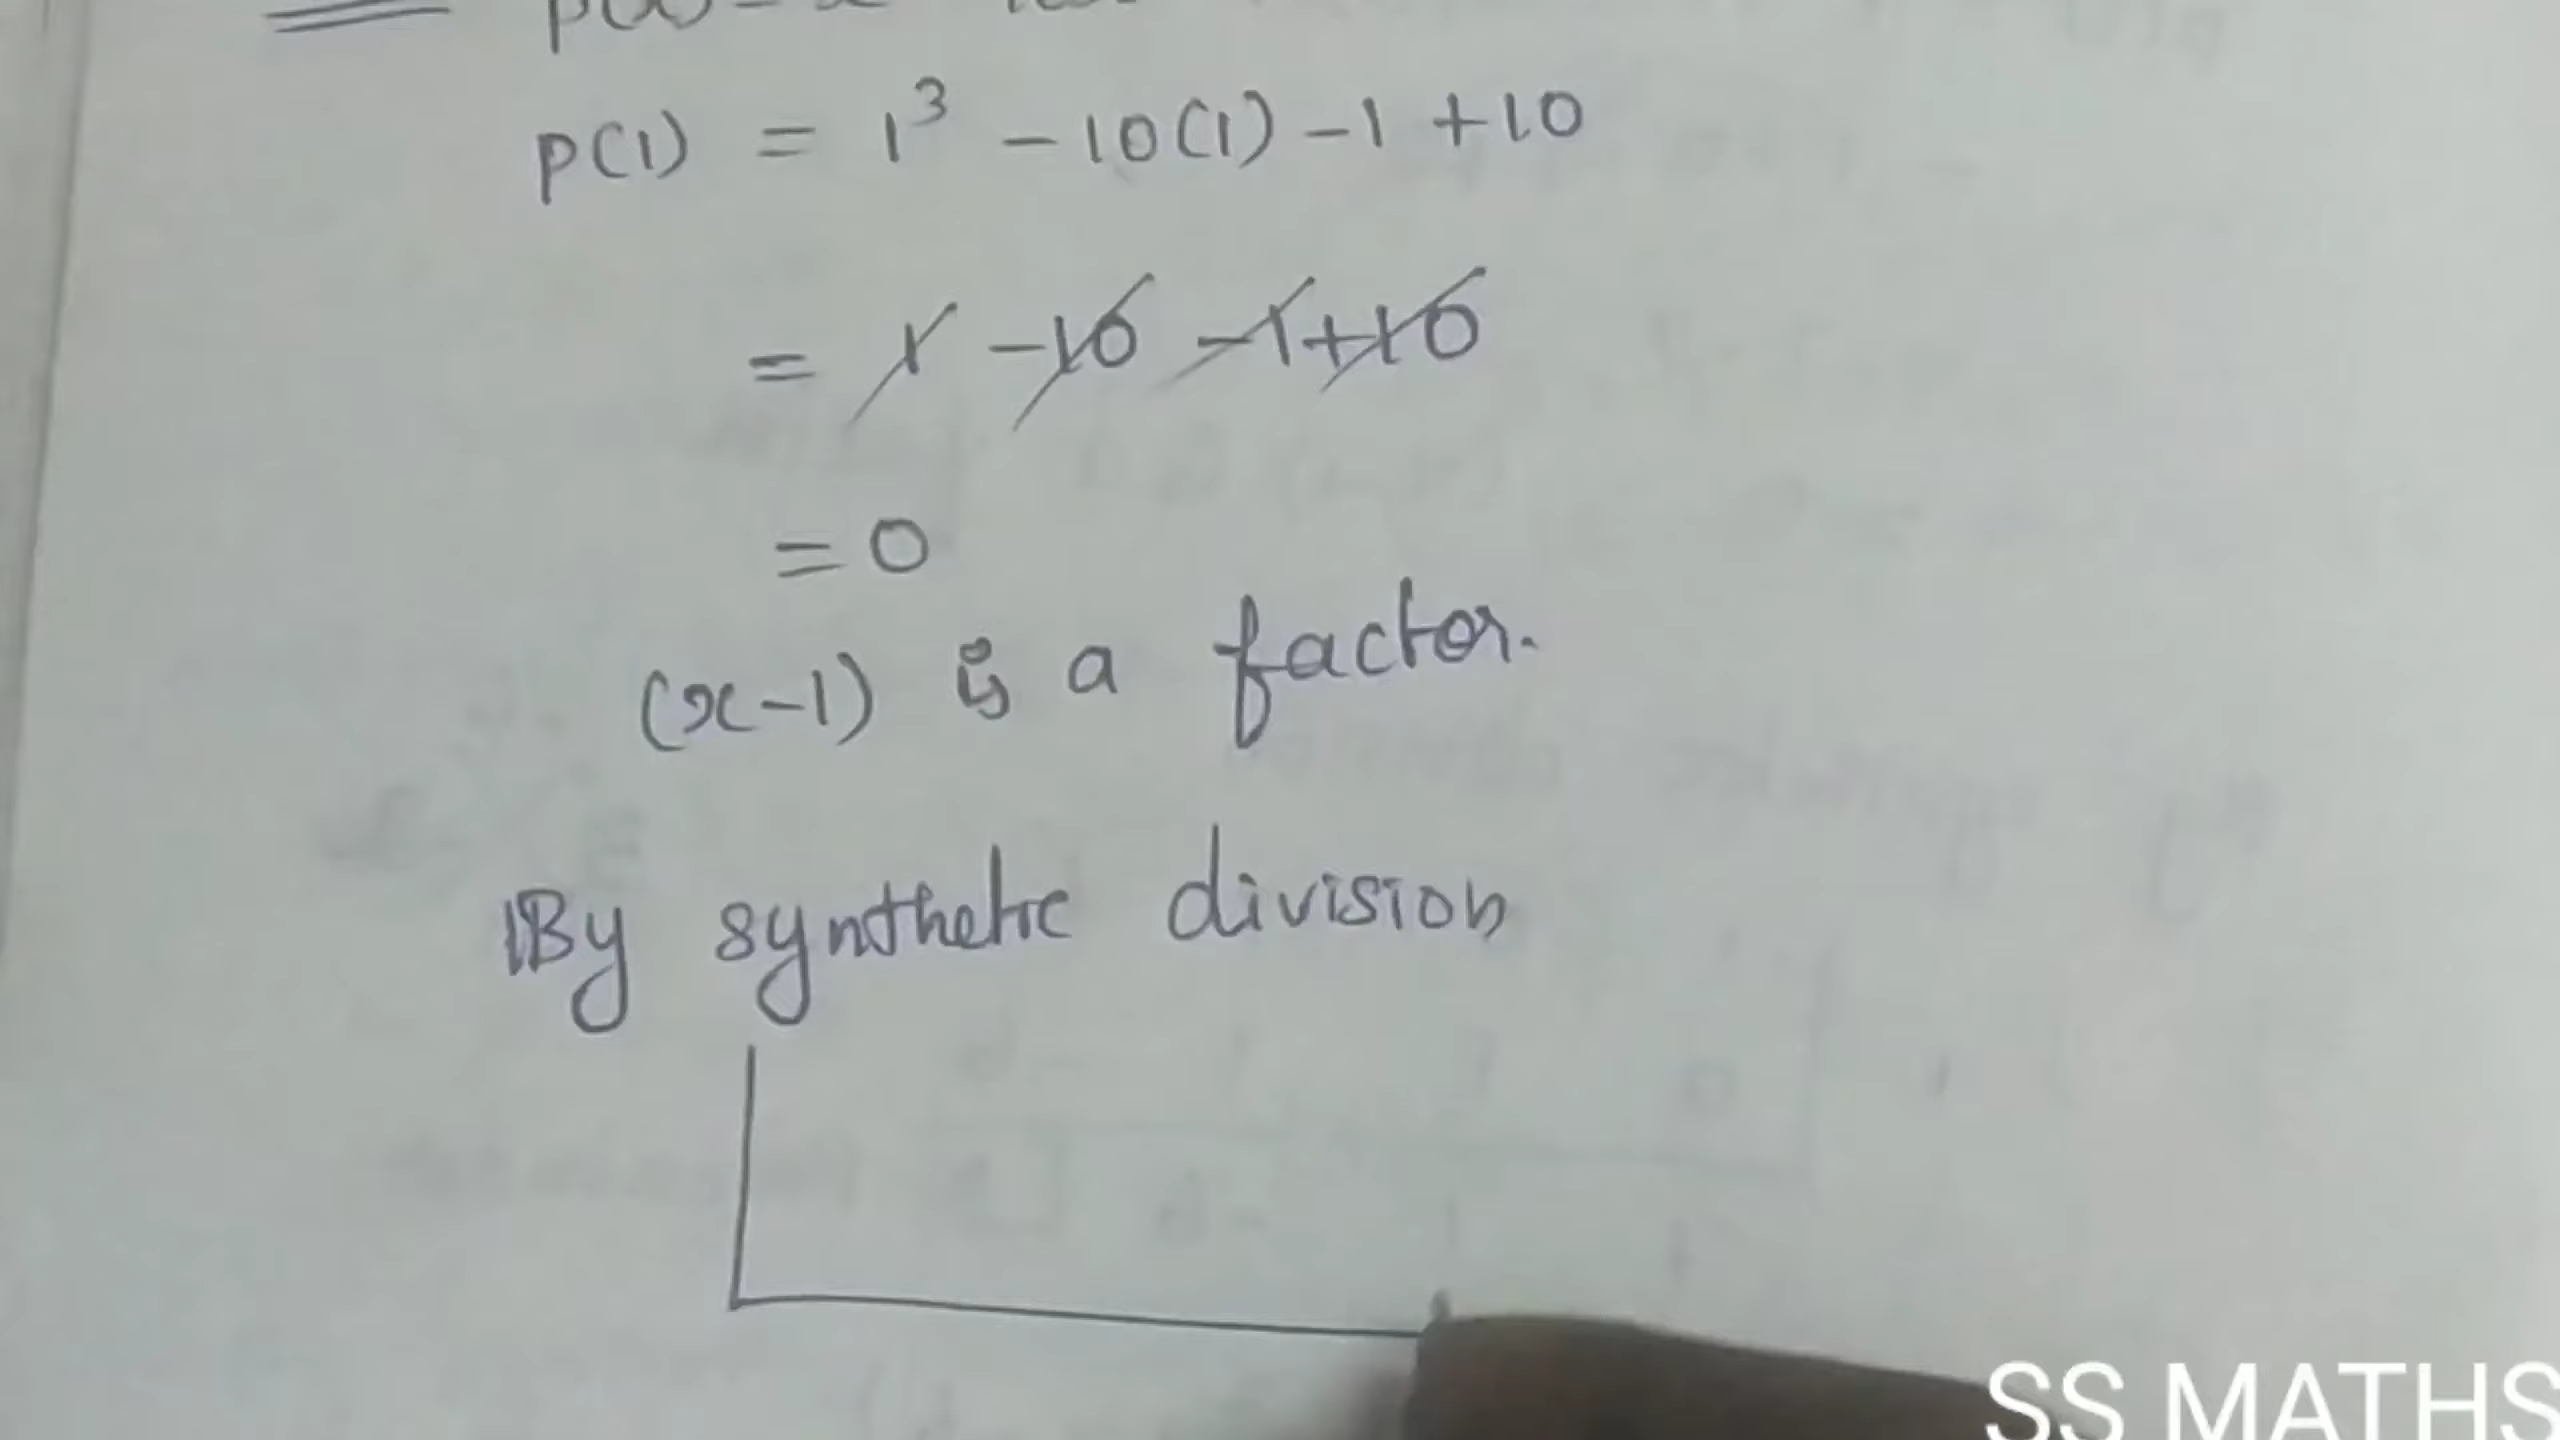 P(1) = 1³ - 10(1) - 1 + 10
= 1 - 10 - 1 + 10
= 0
(x-1) is a factor.
By synthetic division
SS MATHS